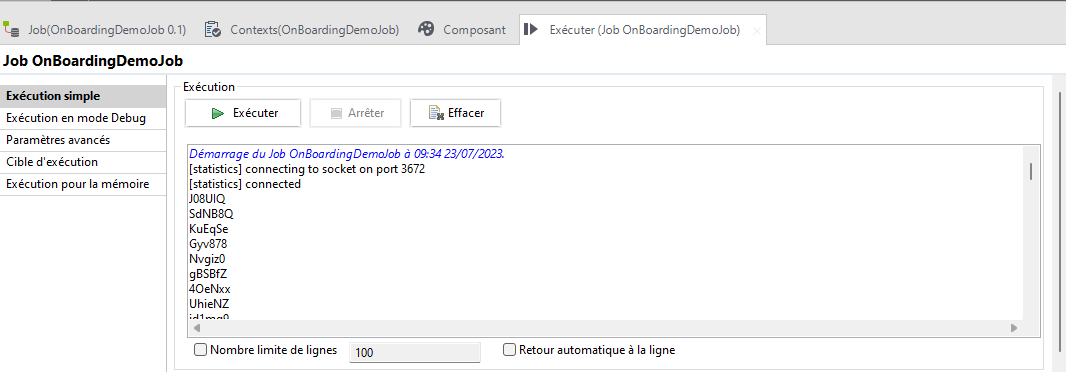 Job(OnBoardingDemoJob 0.1) Contexts(OnBoardingDemoJob) Composant Exécuter (Job OnBoardingDemoJob)
Job OnBoardingDemoJob
Exécution simple
Exécution en mode Debug
Paramètres avancés
Cible d'exécution
Exécution pour la mémoire
Exécution
Exécuter Arrêter Effacer
Démarrage du Job OnBoardingDemoJob à 09:34 23/07/2023.
[statistics] connecting to socket on port 3672
[statistics] connected
J08UIQ
SdNB8Q
KuEqSe
Gyv878
Nvgiz0
gBSBfZ
4OeNxx
UhieNZ
Nombre limite de lignes 100 Retour automatique à la ligne